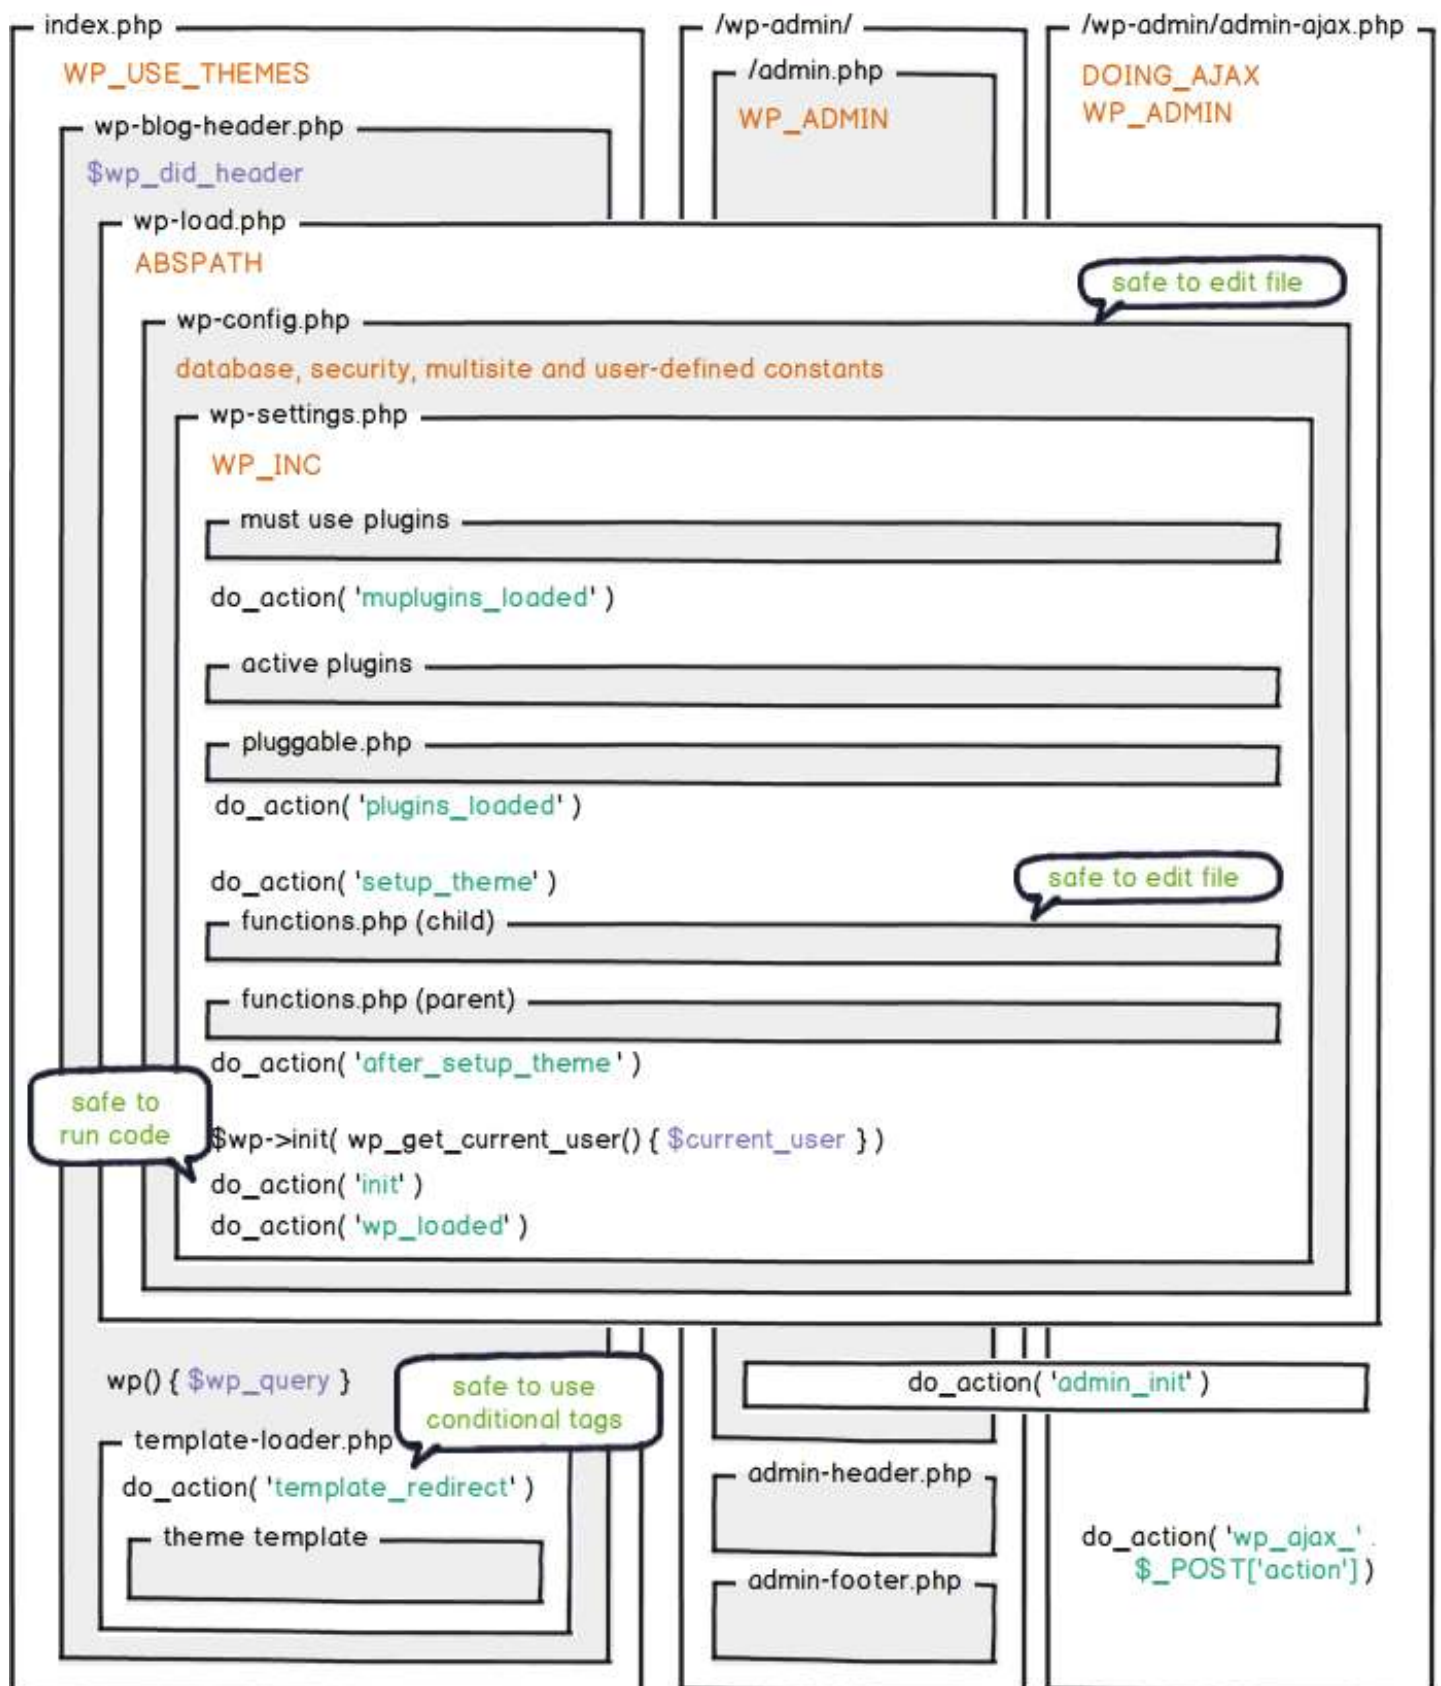 index.php
WP_USE_THEMES
wp-blog-header.php
$wp_did_header
/wp-admin/
/admin.php
WP_ADMIN
/wp-admin/admin-ajax.php
DOING_AJAX
WP_ADMIN
wp-load.php
ABSPATH
safe to edit file
wp-config.php
database, security, multisite and user-defined constants
wp-settings.php
WP_INC
must use plugins
do_action( 'muplugins_loaded' )
active plugins
pluggable.php
do_action( 'plugins_loaded' )
do_action( 'setup_theme' )
safe to edit file
functions.php (child)
functions.php (parent)
do_action( 'after_setup_theme' )
safe to
run code
$wp->init( wp_get_current_user() { $current_user } )
do_action( 'init' )
do_action( 'wp_loaded' )
wp() { $wp_query }
safe to use
conditional tags
template-loader.php
do_action( 'template_redirect' )
theme template
do_action( 'admin_init' )
admin-header.php
admin-footer.php
do_action( 'wp_ajax_' .
$_POST['action'] )